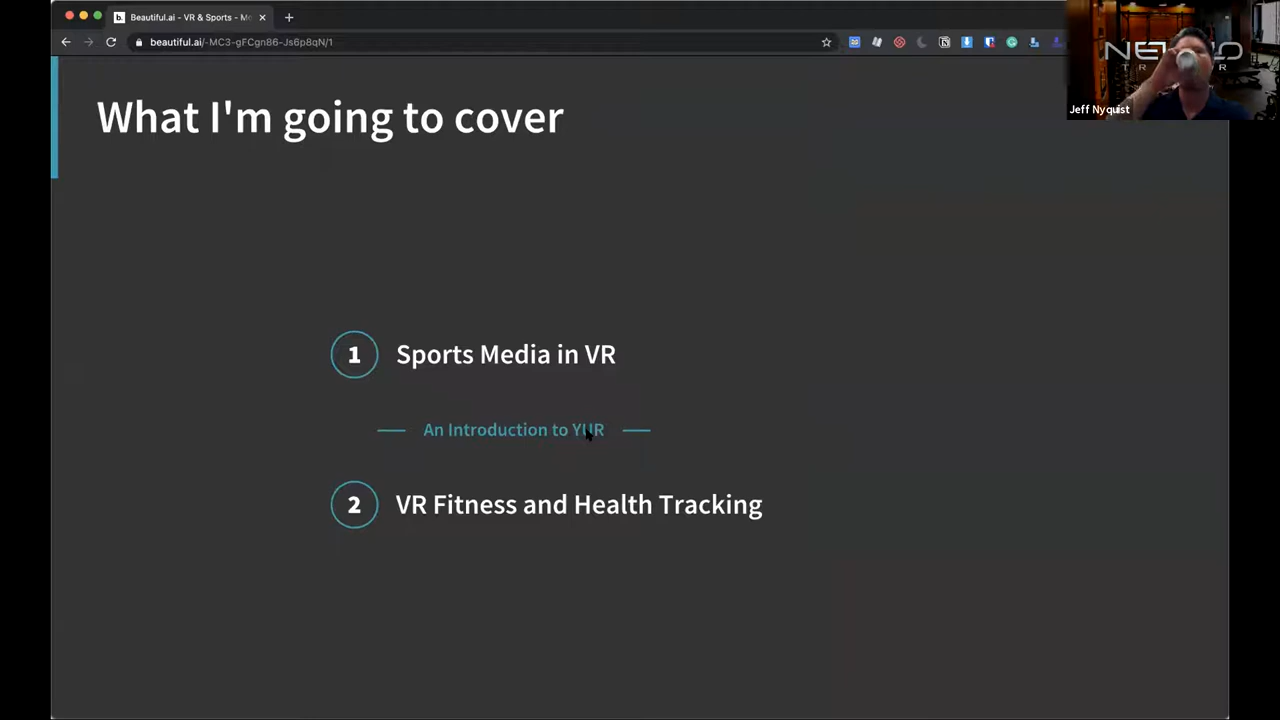 Beautiful.ai - VR & Sports - Mo
beautiful.ai/-MC3-gFCgn86-Js6p8qN/1
Jeff Nyquist
What I'm going to cover
1 Sports Media in VR
An Introduction to YUR
2 VR Fitness and Health Tracking